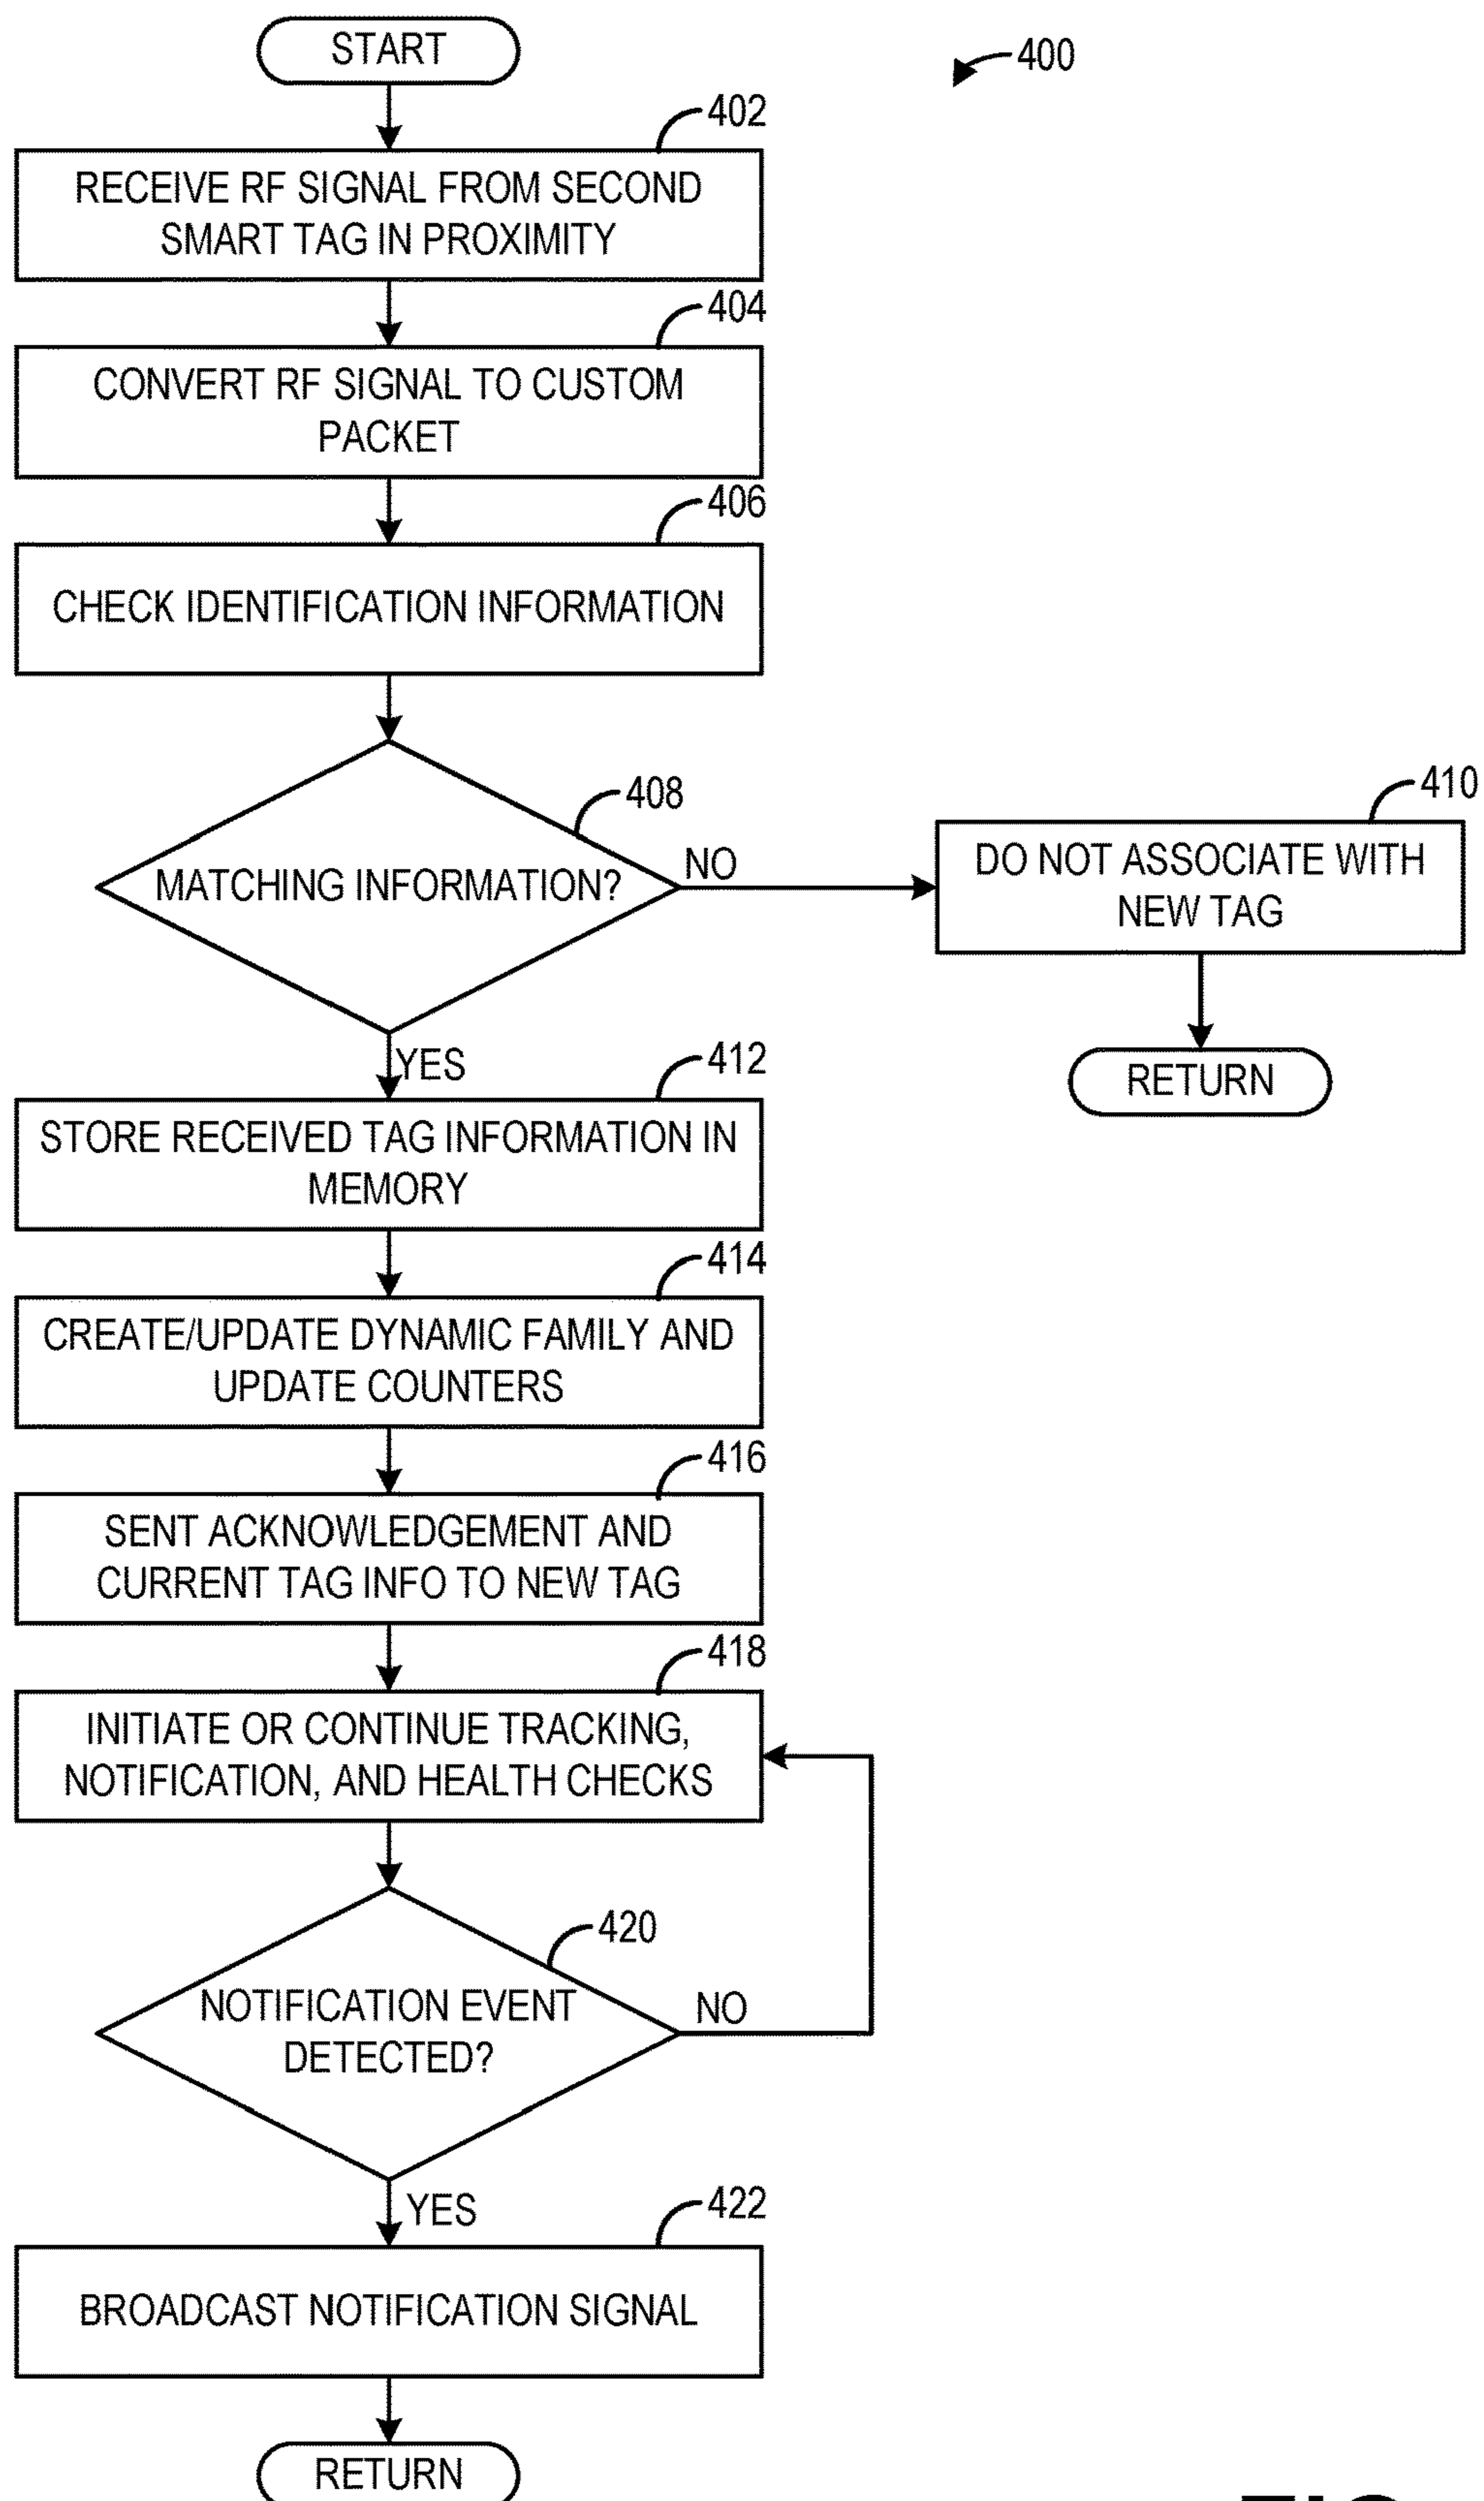 START
400
402
RECEIVE RF SIGNAL FROM SECOND
SMART TAG IN PROXIMITY
404
CONVERT RF SIGNAL TO CUSTOM
PACKET
406
CHECK IDENTIFICATION INFORMATION
408
MATCHING INFORMATION?
NO
410
DO NOT ASSOCIATE WITH
NEW TAG
RETURN
YES
412
STORE RECEIVED TAG INFORMATION IN
MEMORY
414
CREATE/UPDATE DYNAMIC FAMILY AND
UPDATE COUNTERS
416
SENT ACKNOWLEDGEMENT AND
CURRENT TAG INFO TO NEW TAG
418
INITIATE OR CONTINUE TRACKING,
NOTIFICATION, AND HEALTH CHECKS
420
NOTIFICATION EVENT
DETECTED?
NO
YES
422
BROADCAST NOTIFICATION SIGNAL
RETURN